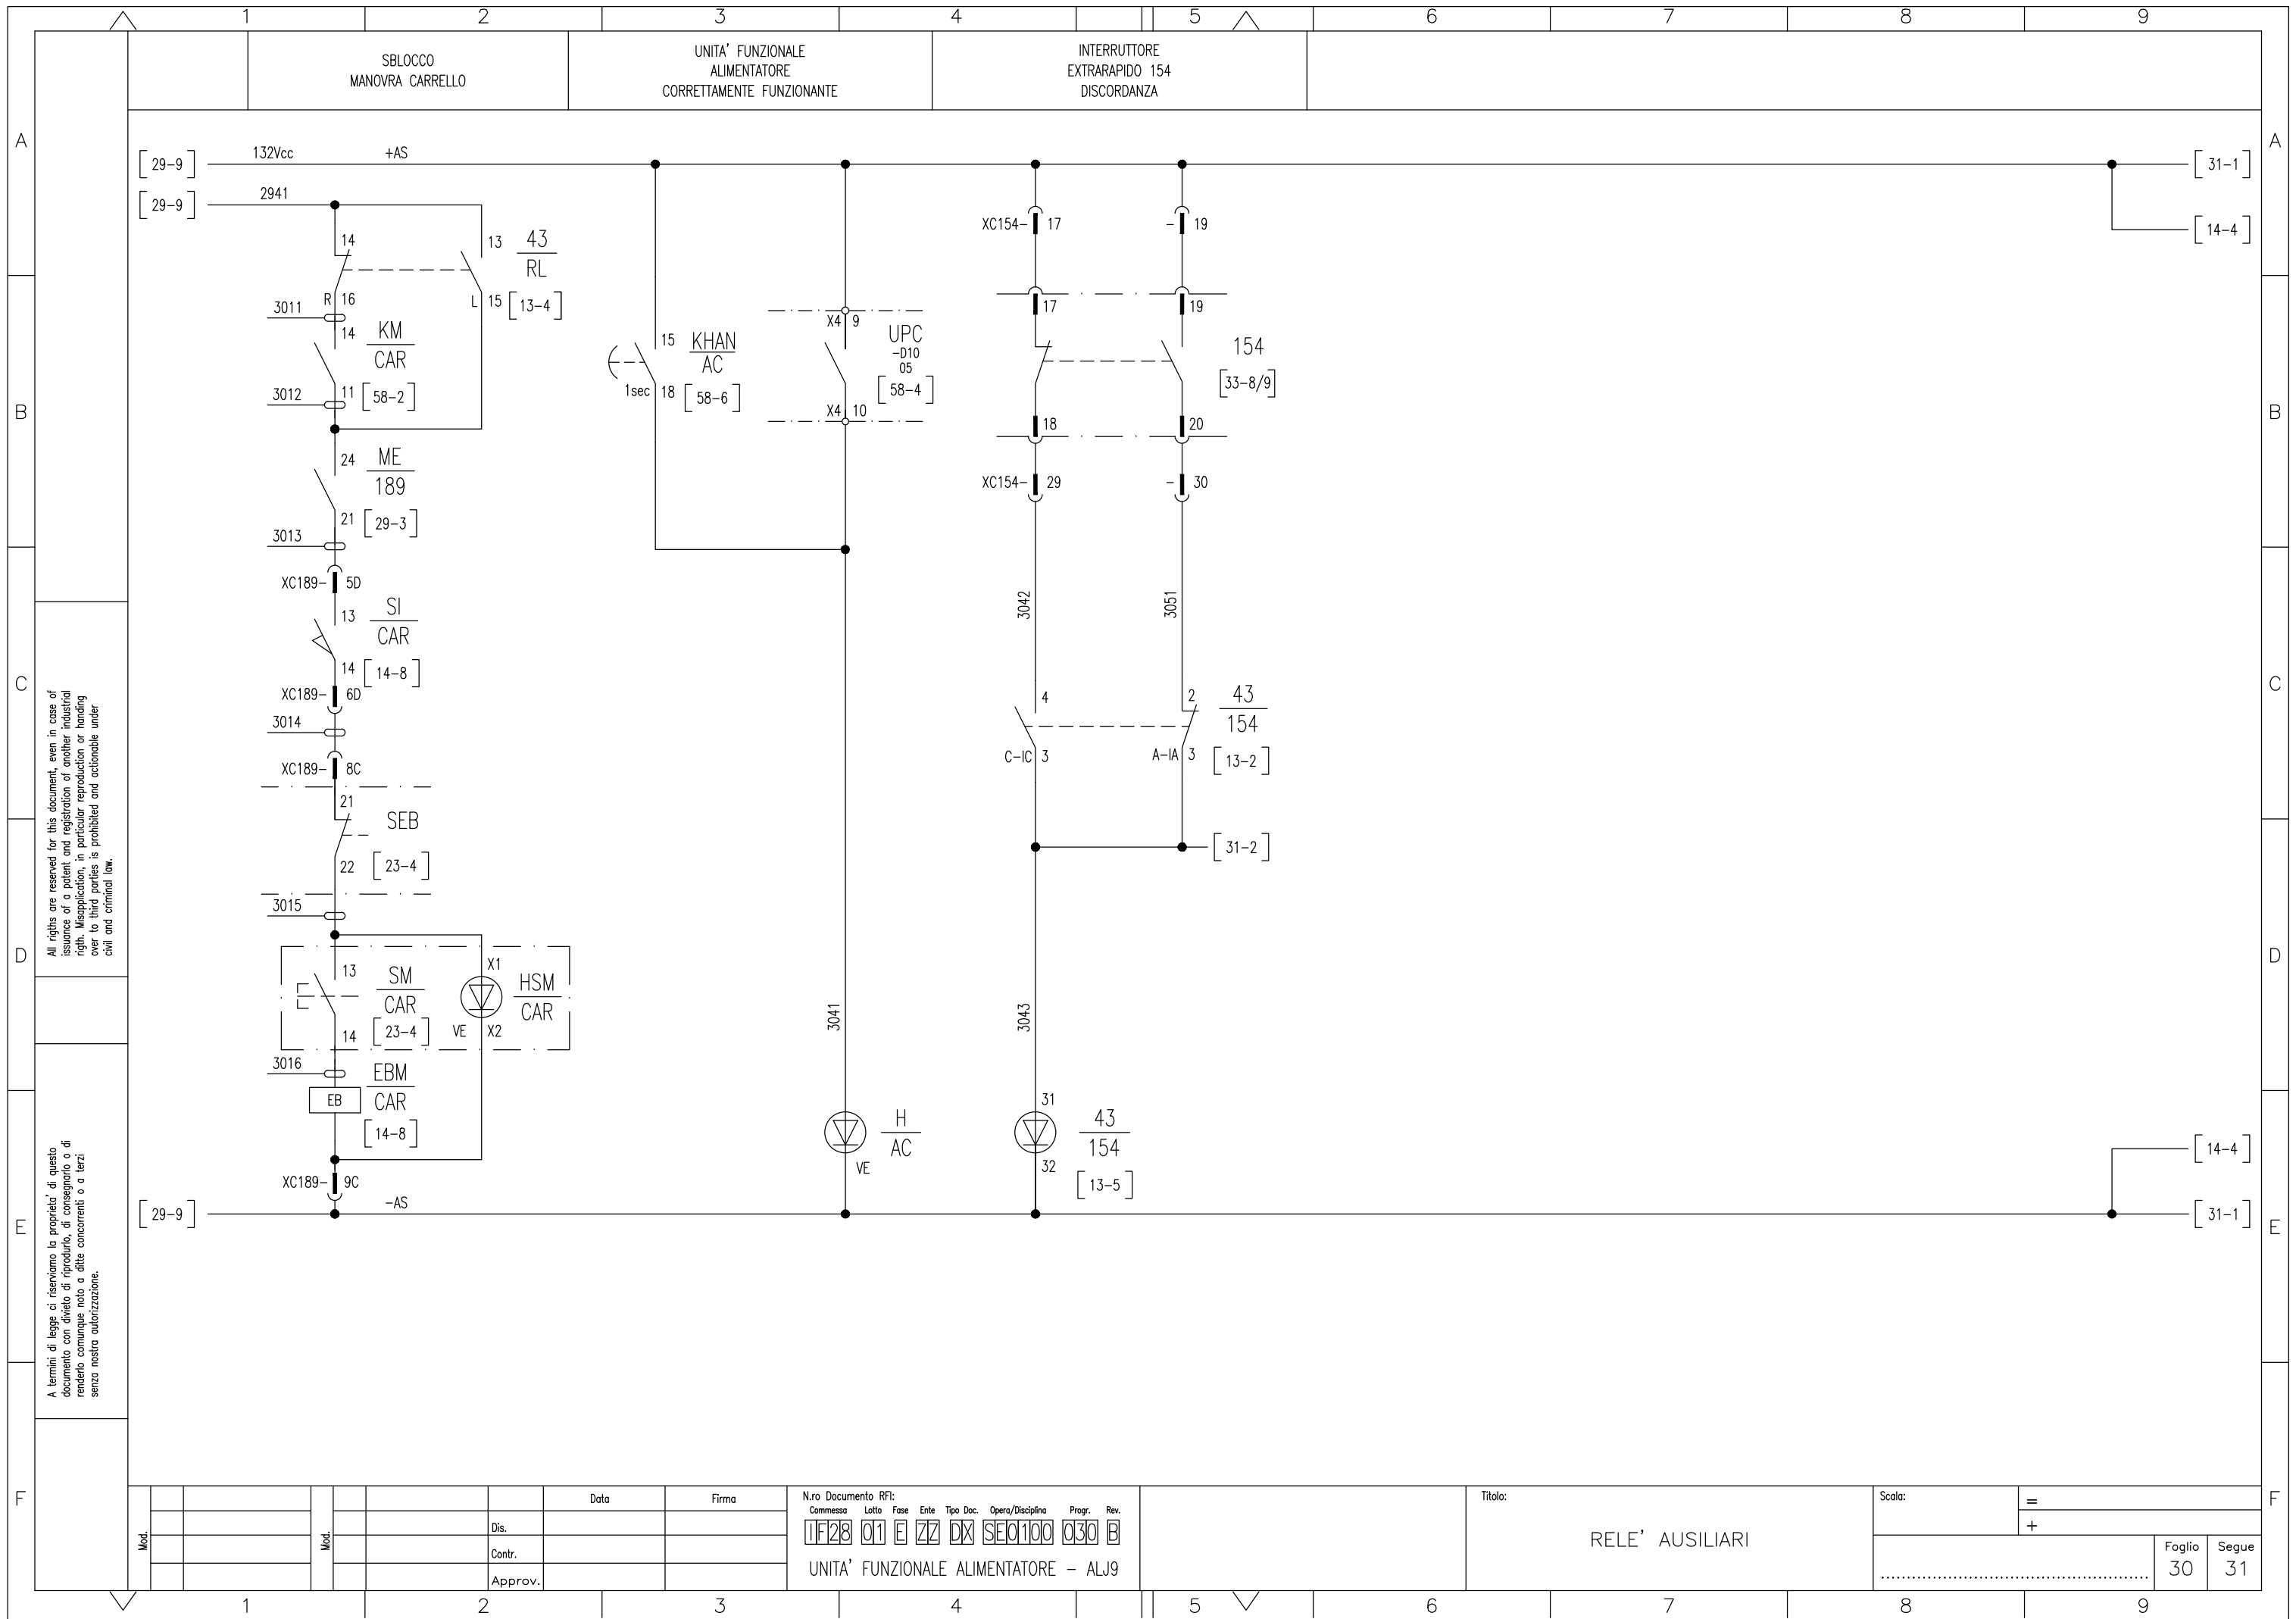 1 2 3 4 5 6 7 8 9
SBLOCCO
MANOVRA CARRELLO
UNITA' FUNZIONALE
ALIMENTATORE
CORRETTAMENTE FUNZIONANTE
INTERRUTTORE
EXTRARAPIDO 154
DISCORDANZA
A A
29-9 132Vcc +AS 31-1
29-9 2941
14-4
XC154- 17 - 19
14 13 43
RL
R 16 L 15 13-4
3011
14 KM
CAR
3012 11 58-2
B B
15 KHAN
AC
1sec 18 58-6
X4 9 UPC
-D10
05
58-4
X4 10
17 19
154
33-8/9
18 20
XC154- 29 - 30
24 ME
189
21 29-3
3013
XC189- 5D
13 SI
CAR
14 14-8
XC189- 6D
3014
XC189- 8C
C C
3042 3051
4 2 43
154
C-IC 3 A-IA 3 13-2
21 SEB
22 23-4
31-2
3015
D D
13 SM
CAR
23-4
14
X1 HSM
CAR
VE X2
3016
EBM
CAR
EB
14-8
3041 3043
H
AC
VE
31 43
154
32 13-5
XC189- 9C
14-4
29-9 -AS 31-1
E E
F F
All rigths are reserved for this document, even in case of
issuance of a patent and registration of another industrial
rigth. Misapplication, in particular reproduction or handing
over to third parties is prohibited and actionable under
civil and criminal law.
A termini di legge ci riserviamo la proprieta' di questo
documento con divieto di riprodurlo, di consegnarlo o di
renderlo comunque noto a ditte concorrenti o a terzi
senza nostra autorizzazione.
Mod. Mod.
Data Firma
Dis.
Contr.
Approv.
N.ro Documento RFI:
Commessa Lotto Fase Ente Tipo Doc. Opera/Disciplina Progr. Rev.
IF28 01 E ZZ DX SE0100 030 B
UNITA' FUNZIONALE ALIMENTATORE - ALJ9
Titolo:
RELE' AUSILIARI
Scala:
=
+
Foglio Segue
30 31
1 2 3 4 5 6 7 8 9